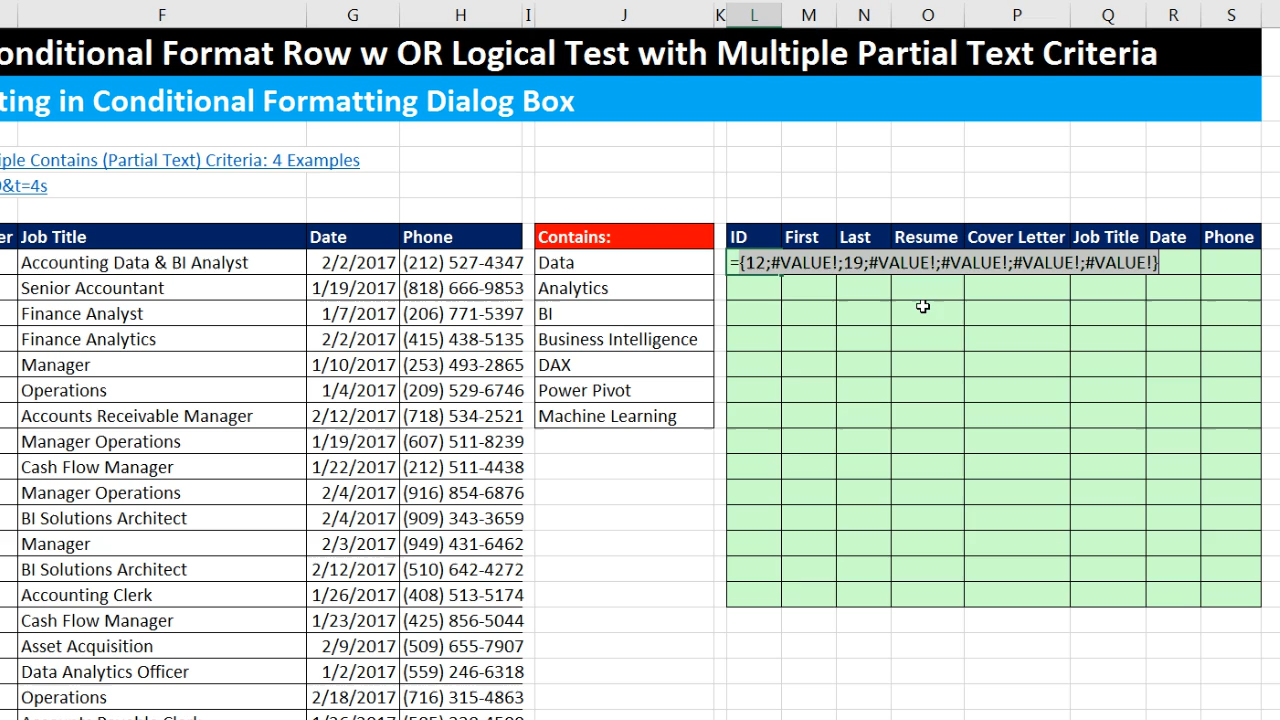 F G H I J K L M N O P Q R S
onditional Format Row w OR Logical Test with Multiple Partial Text Criteria
ting in Conditional Formatting Dialog Box
iple Contains (Partial Text) Criteria: 4 Examples
&t=4s
er Job Title Date Phone Contains: ID First Last Resume Cover Letter Job Title Date Phone
Accounting Data & BI Analyst 2/2/2017 (212) 527-4347 Data ={12;#VALUE!;19;#VALUE!;#VALUE!;#VALUE!;#VALUE!}
Senior Accountant 1/19/2017 (818) 666-9853 Analytics
Finance Analyst 1/7/2017 (206) 771-5397 BI
Finance Analytics 2/2/2017 (415) 438-5135 Business Intelligence
Manager 1/10/2017 (253) 493-2865 DAX
Operations 1/4/2017 (209) 529-6746 Power Pivot
Accounts Receivable Manager 2/12/2017 (718) 534-2521 Machine Learning
Manager Operations 1/19/2017 (607) 511-8239
Cash Flow Manager 1/22/2017 (212) 511-4438
Manager Operations 2/4/2017 (916) 854-6876
BI Solutions Architect 2/4/2017 (909) 343-3659
Manager 2/3/2017 (949) 431-6462
BI Solutions Architect 2/12/2017 (510) 642-4272
Accounting Clerk 1/26/2017 (408) 513-5174
Cash Flow Manager 1/23/2017 (425) 856-5044
Asset Acquisition 2/9/2017 (509) 655-7907
Data Analytics Officer 1/2/2017 (559) 246-6318
Operations 2/18/2017 (716) 315-4863